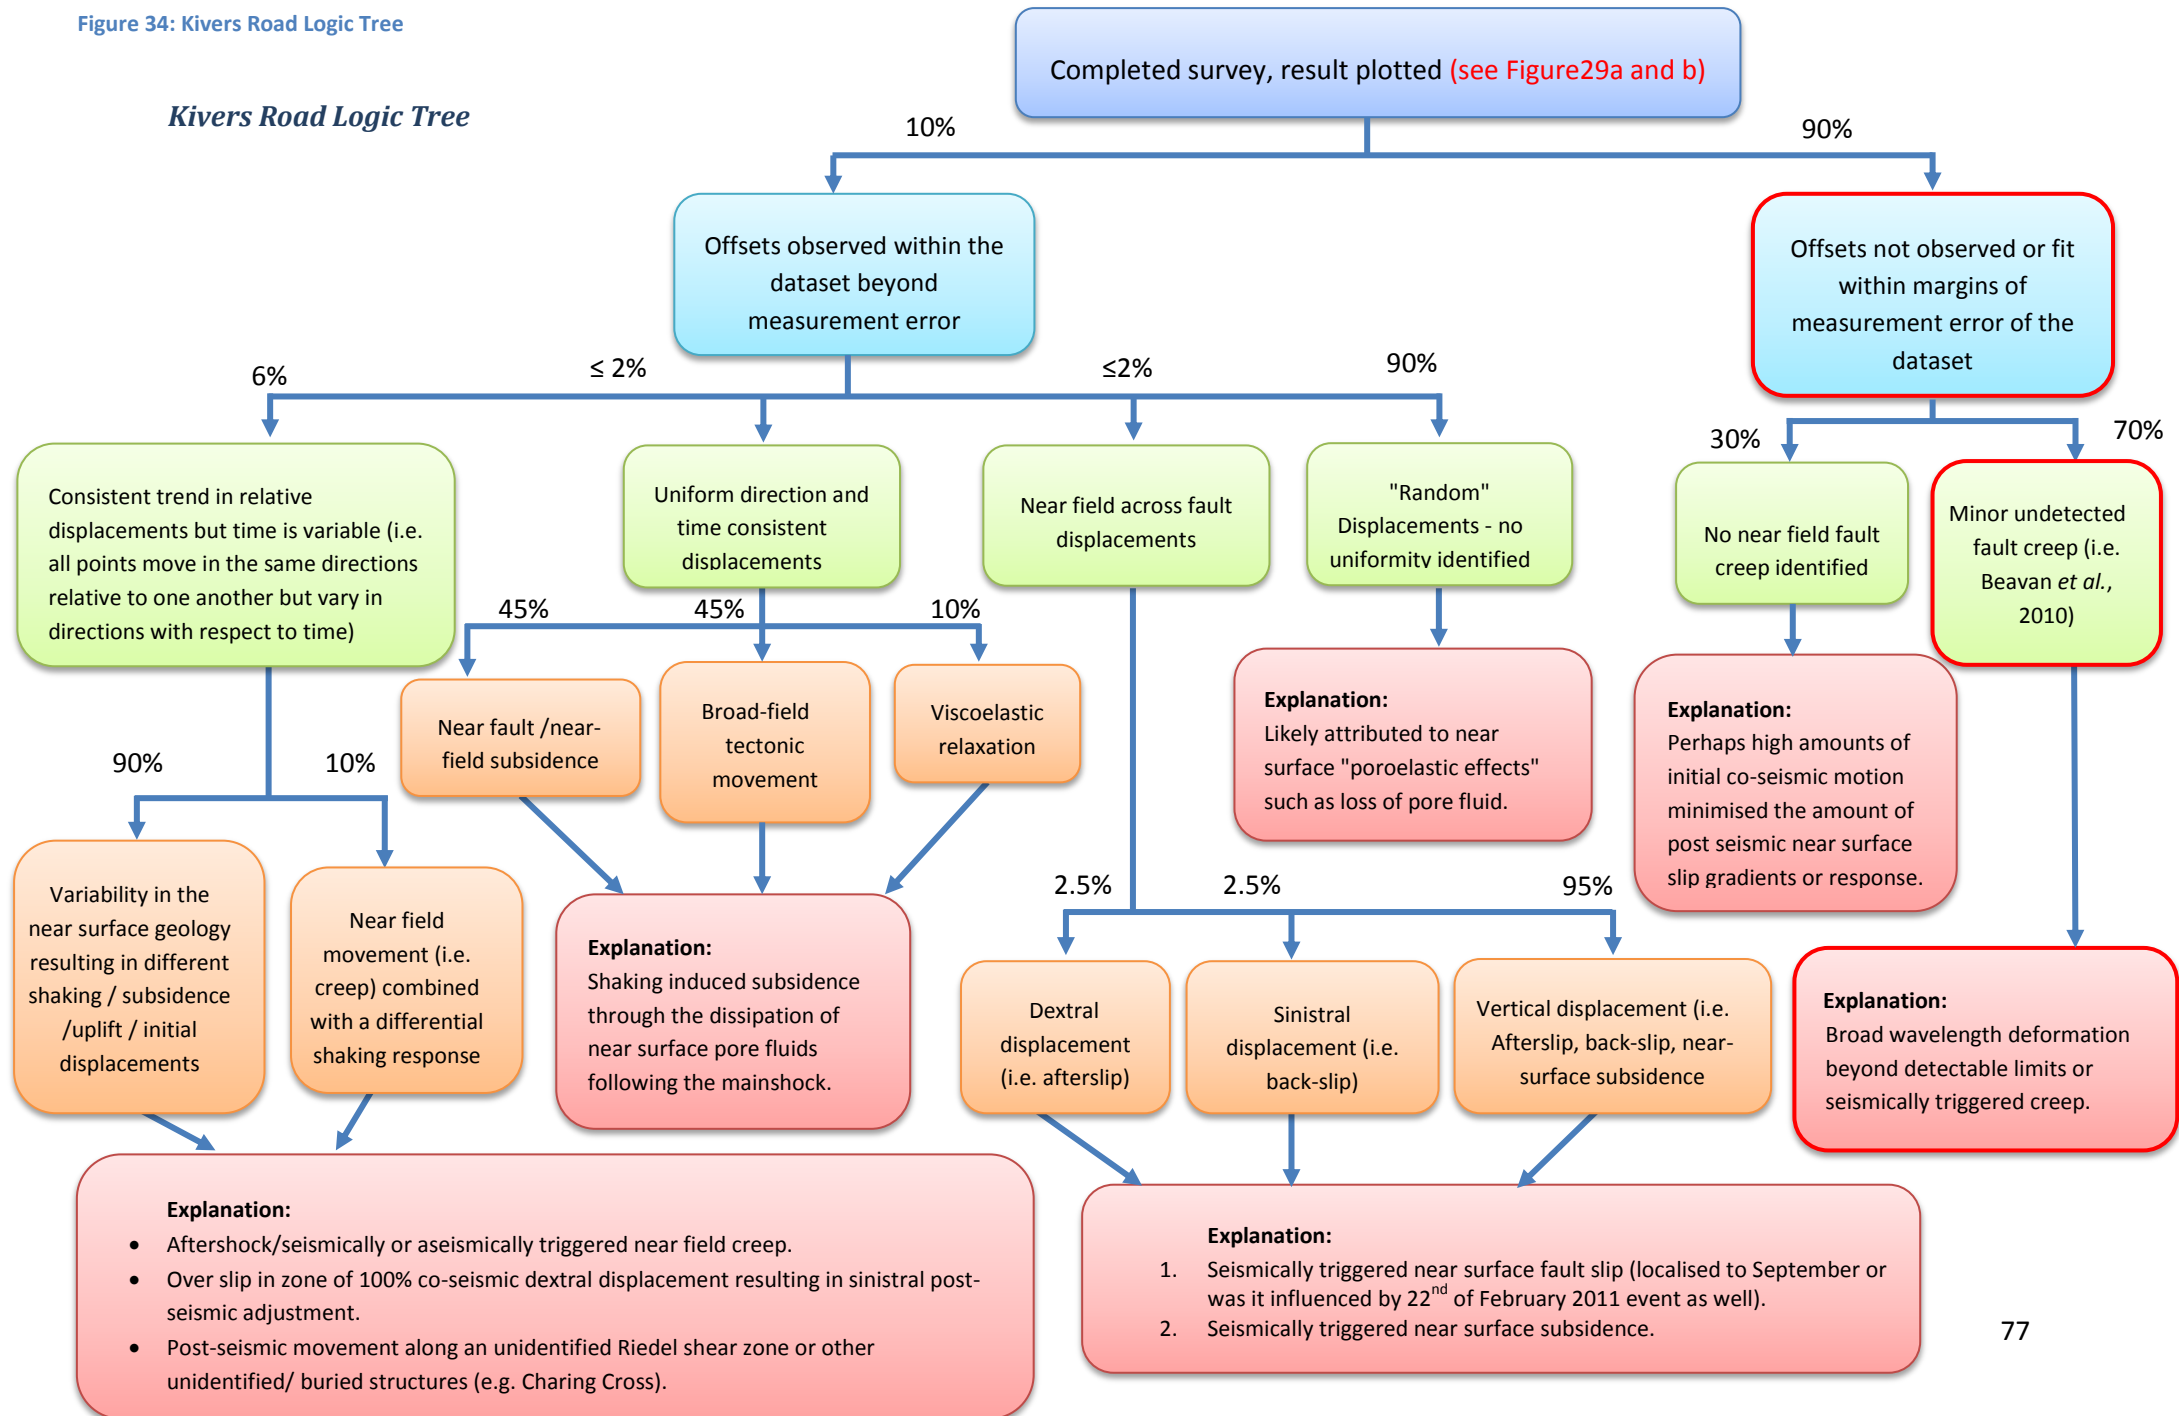 Figure 34: Kivers Road Logic Tree
Kivers Road Logic Tree
Completed survey, result plotted (see Figure29a and b)
10%
90%
Offsets observed within the
dataset beyond
measurement error
Offsets not observed or fit
within margins of
measurement error of the
dataset
6%
≤ 2%
≤2%
90%
30%
70%
Consistent trend in relative
displacements but time is variable (i.e.
all points move in the same directions
relative to one another but vary in
directions with respect to time)
Uniform direction and
time consistent
displacements
Near field across fault
displacements
"Random"
Displacements - no
uniformity identified
No near field fault
creep identified
Minor undetected
fault creep (i.e.
Beavan et al.,
2010)
45%
45%
10%
Near fault /near-
field subsidence
Broad-field
tectonic
movement
Viscoelastic
relaxation
Explanation:
Likely attributed to near
surface "poroelastic effects"
such as loss of pore fluid.
Explanation:
Perhaps high amounts of
initial co-seismic motion
minimised the amount of
post seismic near surface
slip gradients or response.
90%
10%
Variability in the
near surface geology
resulting in different
shaking / subsidence
/uplift / initial
displacements
Near field
movement (i.e.
creep) combined
with a differential
shaking response
Explanation:
Shaking induced subsidence
through the dissipation of
near surface pore fluids
following the mainshock.
2.5%
2.5%
95%
Dextral
displacement
(i.e. afterslip)
Sinistral
displacement (i.e.
back-slip)
Vertical displacement (i.e.
Afterslip, back-slip, near-
surface subsidence
Explanation:
Broad wavelength deformation
beyond detectable limits or
seismically triggered creep.
Explanation:
• Aftershock/seismically or aseismically triggered near field creep.
• Over slip in zone of 100% co-seismic dextral displacement resulting in sinistral post-
seismic adjustment.
• Post-seismic movement along an unidentified Riedel shear zone or other
unidentified/ buried structures (e.g. Charing Cross).
Explanation:
1. Seismically triggered near surface fault slip (localised to September or
was it influenced by 22nd of February 2011 event as well).
2. Seismically triggered near surface subsidence.
77